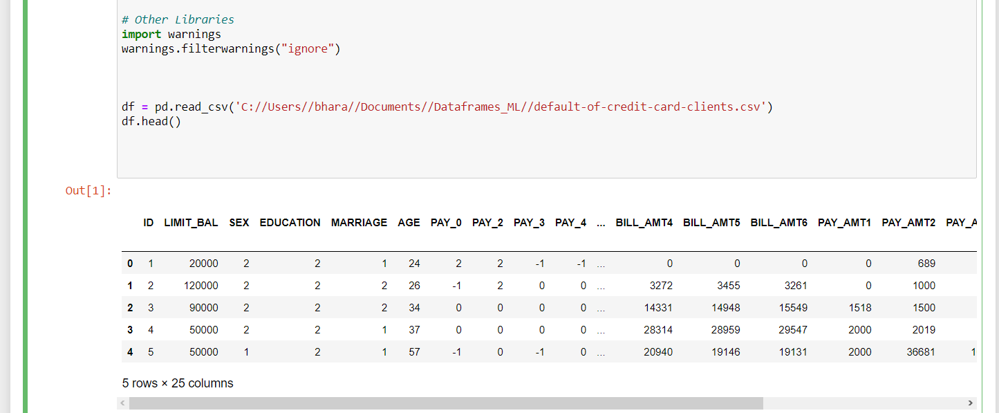 # Other Libraries
import warnings
warnings.filterwarnings("ignore")
df = pd.read_csv('C://Users//bhara//Documents//Dataframes_ML//default-of-credit-card-clients.csv')
df.head()
Out[1]:
ID LIMIT_BAL SEX EDUCATION MARRIAGE AGE PAY_0 PAY_2 PAY_3 PAY_4 ... BILL_AMT4 BILL_AMT5 BILL_AMT6 PAY_AMT1 PAY_AMT2 PAY_A
0 1 20000 2 2 1 24 2 2 -1 -1 ... 0 0 0 0 689
1 2 120000 2 2 2 26 -1 2 0 0 ... 3272 3455 3261 0 1000
2 3 90000 2 2 2 34 0 0 0 0 ... 14331 14948 15549 1518 1500
3 4 50000 2 2 1 37 0 0 0 0 ... 28314 28959 29547 2000 2019
4 5 50000 1 2 1 57 -1 0 -1 0 ... 20940 19146 19131 2000 36681 1
5 rows × 25 columns